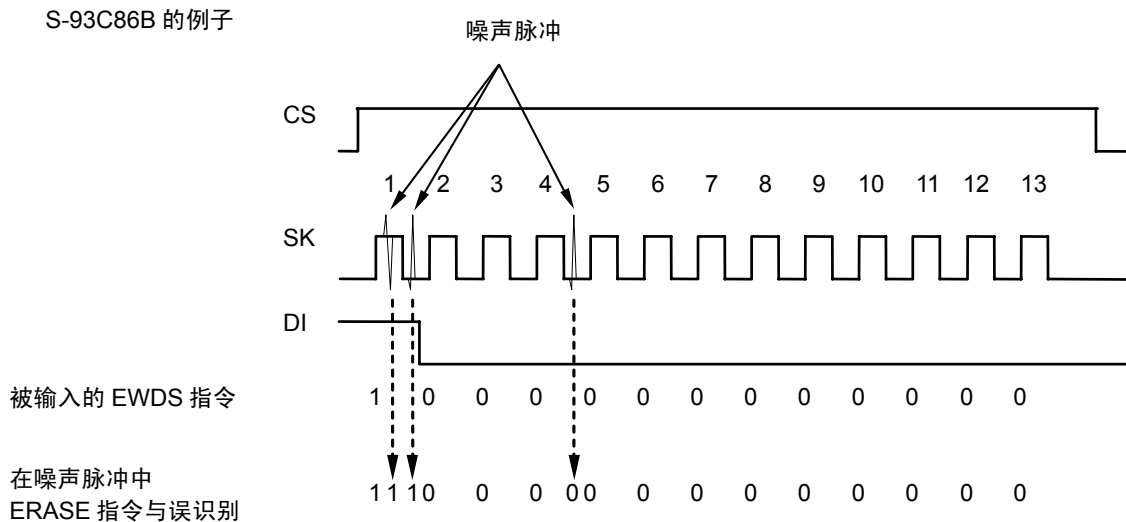 S-93C86B 的例子
噪声脉冲
CS
1 2 3 4 5 6 7 8 9 10 11 12 13
SK
DI
被输入的 EWDS 指令 1 0 0 0 0 0 0 0 0 0 0 0 0
在噪声脉冲中
ERASE 指令与误识别 1 1 1 0 0 0 0 0 0 0 0 0 0 0 0 0